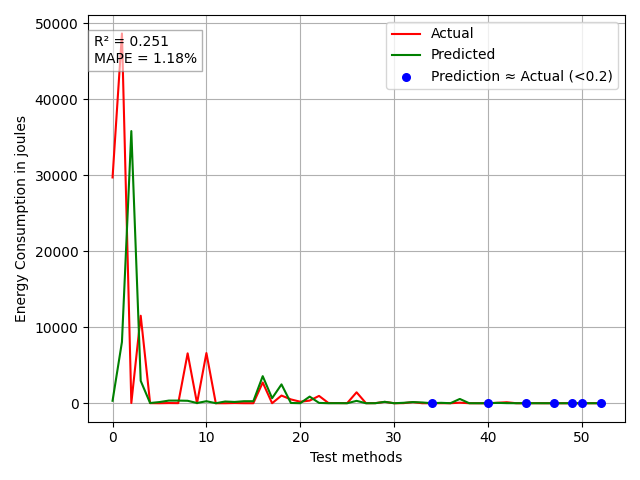 R² = 0.251
MAPE = 1.18%
Actual
Predicted
Prediction ≈ Actual (<0.2)
50000
40000
30000
20000
10000
0
Energy Consumption in joules
0 10 20 30 40 50
Test methods